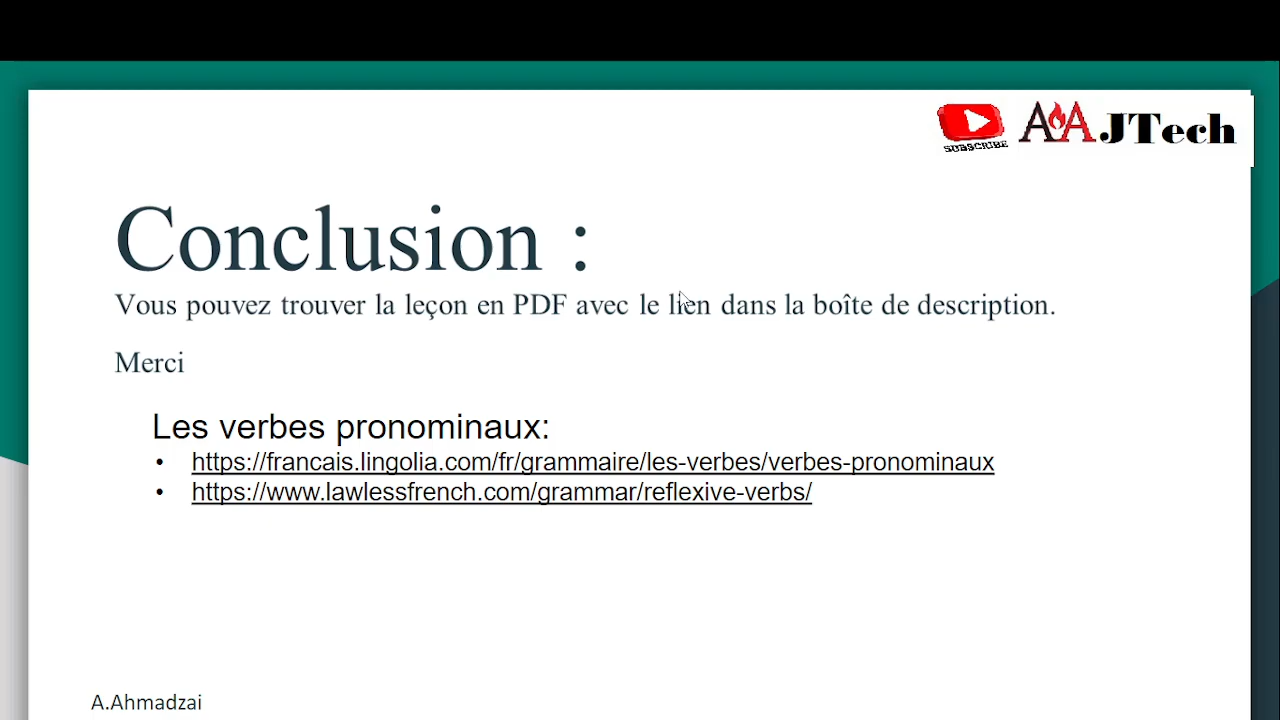 SUBSCRIBE
AAJTech
Conclusion :
Vous pouvez trouver la leçon en PDF avec le lien dans la boîte de description.
Merci
Les verbes pronominaux:
• https://francais.lingolia.com/fr/grammaire/les-verbes/verbes-pronominaux
• https://www.lawlessfrench.com/grammar/reflexive-verbs/
A.Ahmadzai